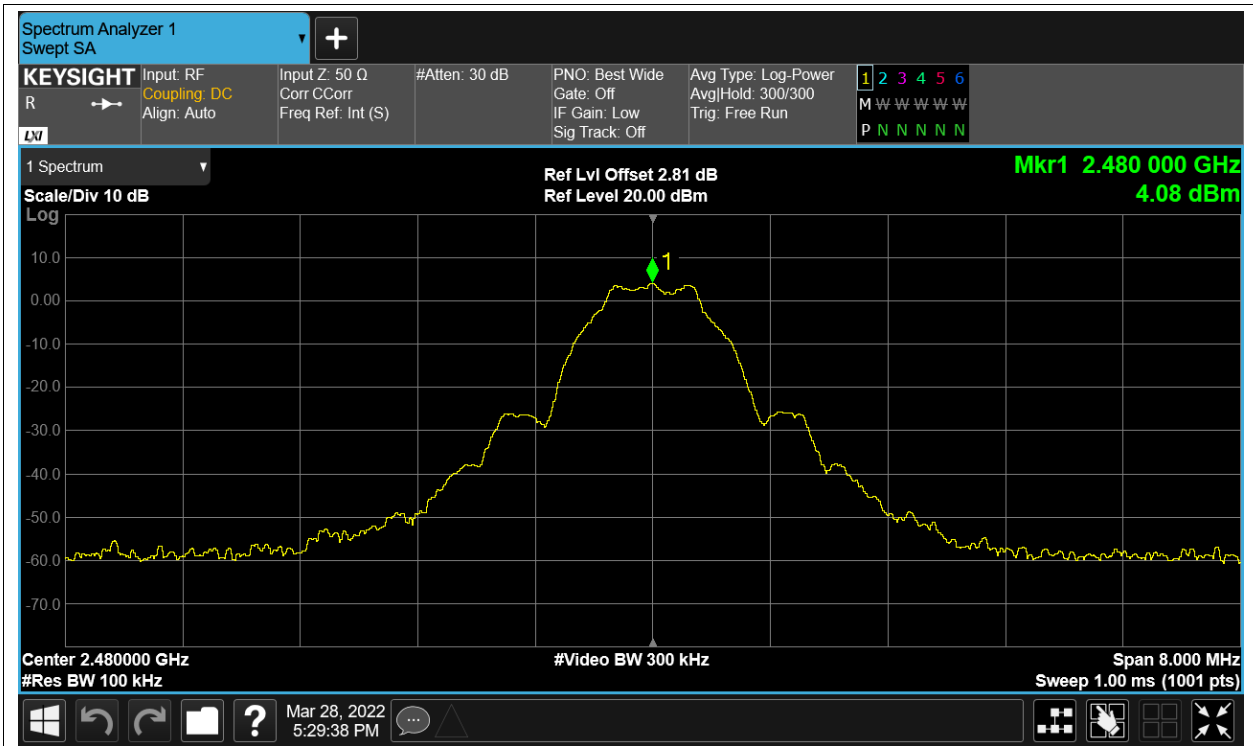 Spectrum Analyzer 1
Swept SA
KEYSIGHT
R
LXI
Input: RF
Coupling: DC
Align: Auto
Input Z: 50 Ω
Corr CCorr
Freq Ref: Int (S)
#Atten: 30 dB
PNO: Best Wide
Gate: Off
IF Gain: Low
Sig Track: Off
Avg Type: Log-Power
Avg|Hold: 300/300
Trig: Free Run
1 2 3 4 5 6
M W W W W W
P N N N N N
1 Spectrum
Scale/Div 10 dB
Ref Lvl Offset 2.81 dB
Ref Level 20.00 dBm
Mkr1 2.480 000 GHz
4.08 dBm
Log
1
10.0
0.00
-10.0
-20.0
-30.0
-40.0
-50.0
-60.0
-70.0
Center 2.480000 GHz
#Res BW 100 kHz
#Video BW 300 kHz
Span 8.000 MHz
Sweep 1.00 ms (1001 pts)
?
Mar 28, 2022
5:29:38 PM